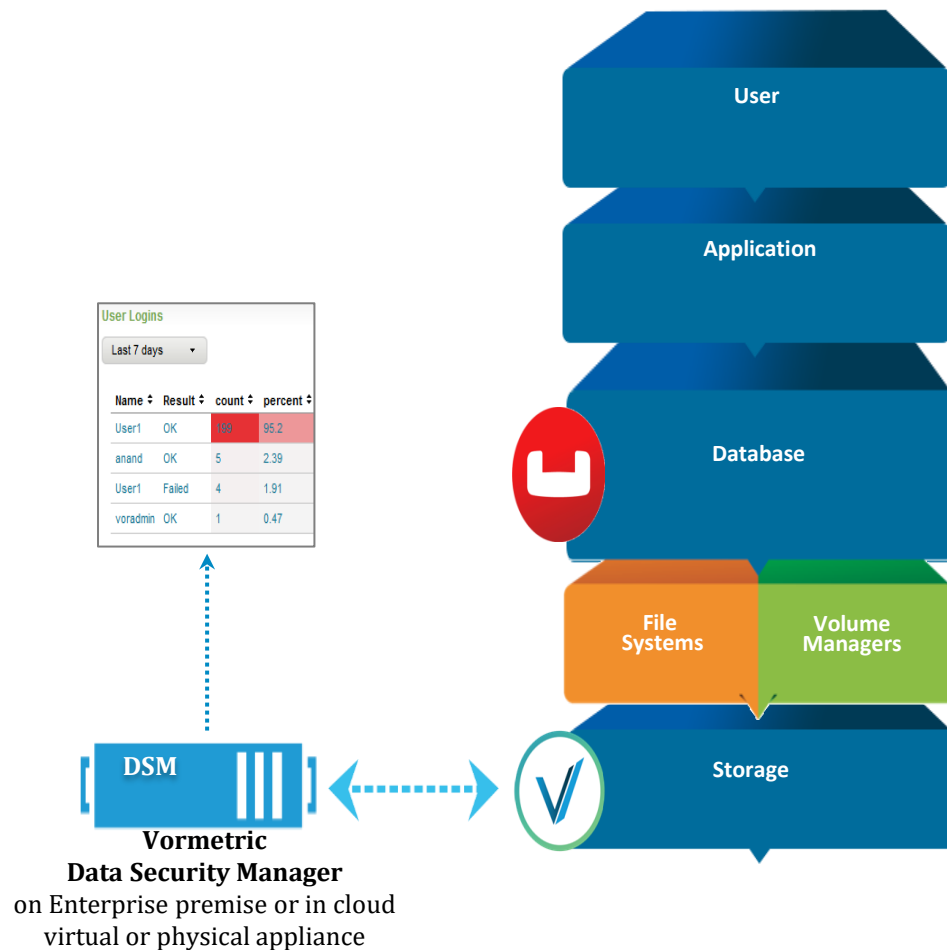 User
Application
User Logins
Last 7 days
Name Result count percent
User1 OK 199 95.2
anand OK 5 2.39
User1 Failed 4 1.91
voradmin OK 1 0.47
Database
File
Systems
Volume
Managers
Storage
DSM
Vormetric
Data Security Manager
on Enterprise premise or in cloud
virtual or physical appliance